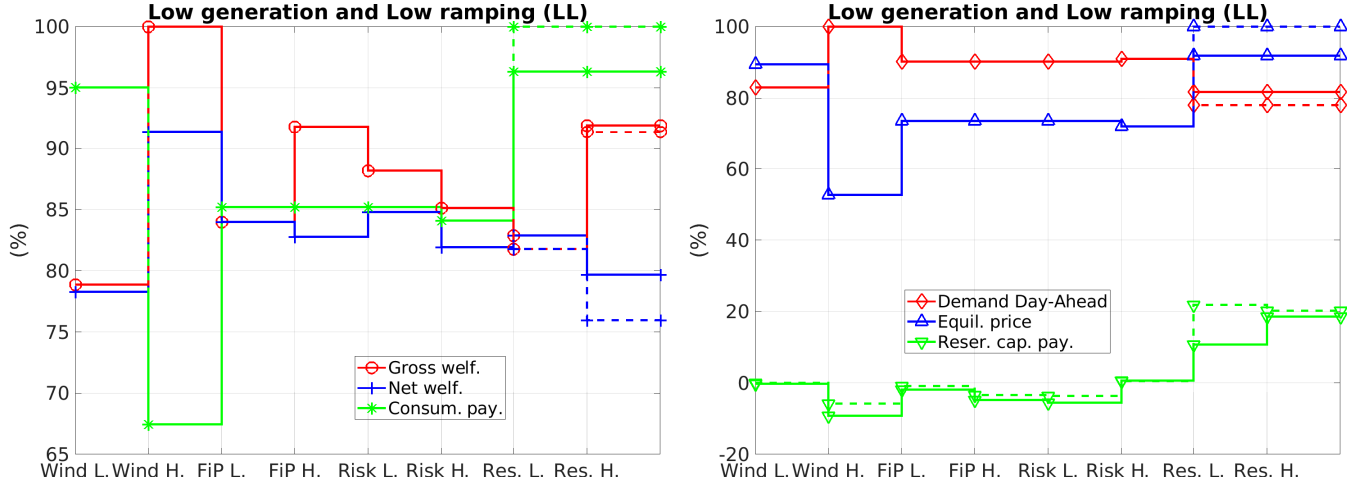 Low generation and Low ramping (LL)
100
95
90
85
80
75
70
65
(%)
Gross welf.
Net welf.
Consum. pay.
Wind L. Wind H. FiP L. FiP H. Risk L. Risk H. Res. L. Res. H.
Low generation and Low ramping (LL)
100
80
60
40
20
0
-20
(%)
Demand Day-Ahead
Equil. price
Reser. cap. pay.
Wind L. Wind H. FiP L. FiP H. Risk L. Risk H. Res. L. Res. H.